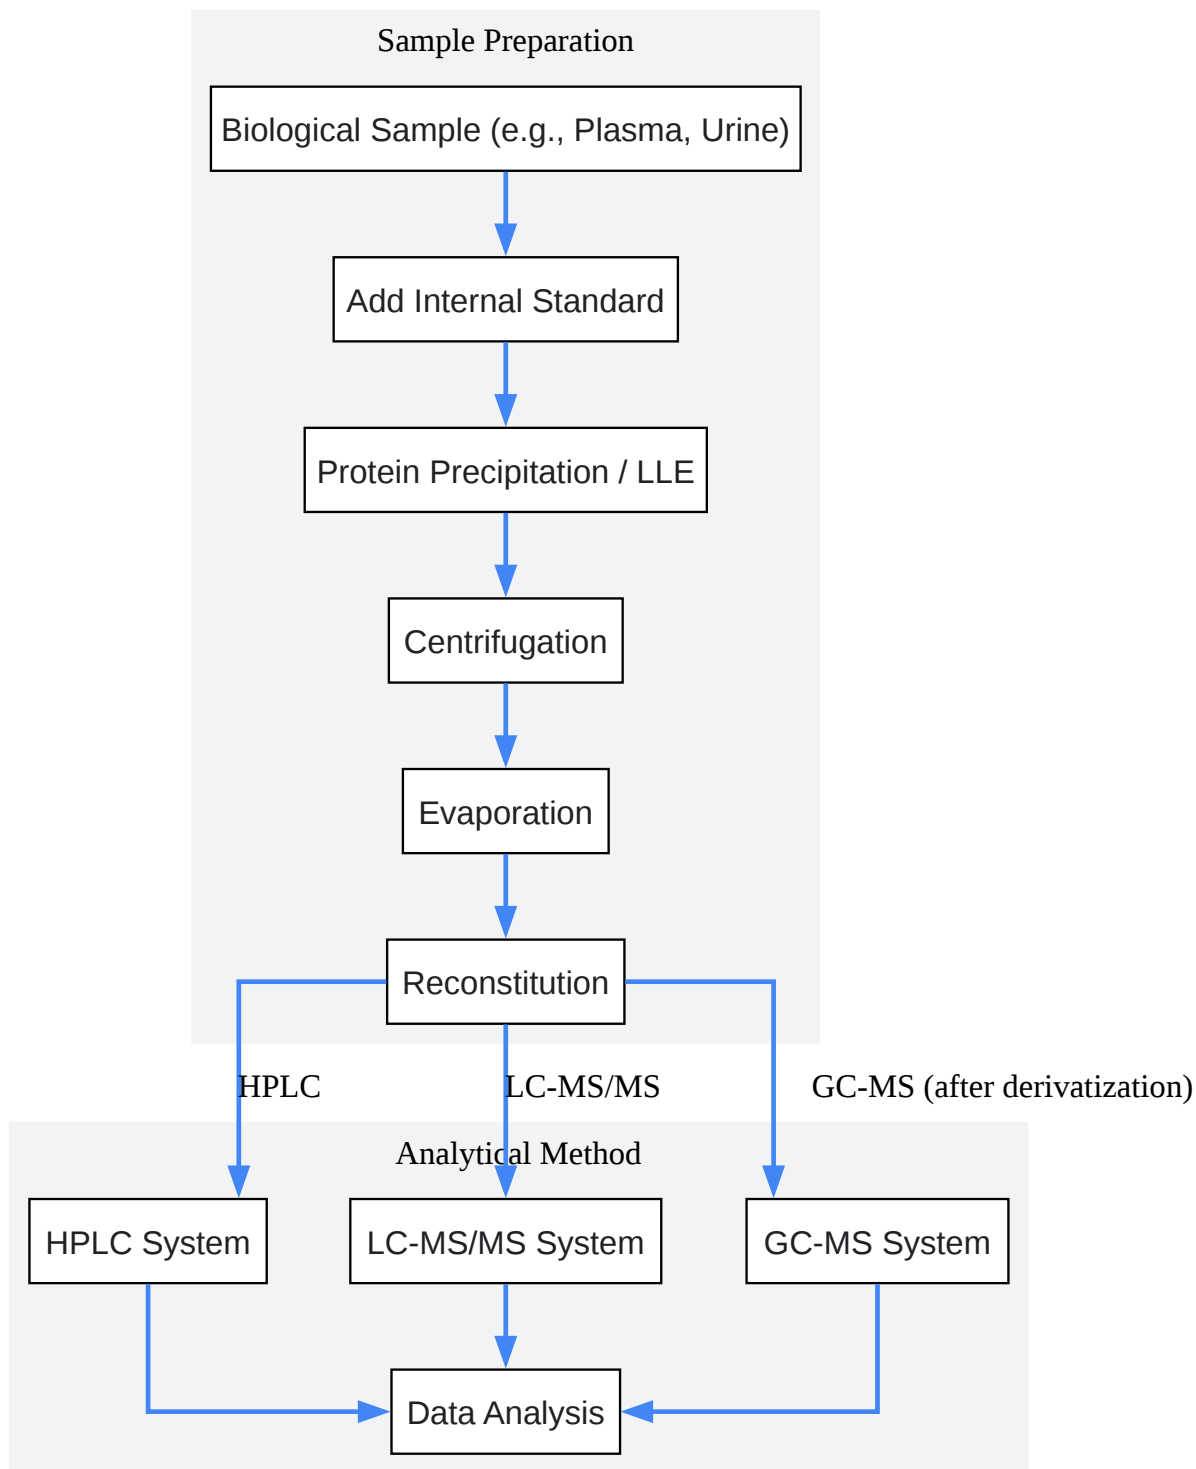 Sample Preparation
Biological Sample (e.g., Plasma, Urine)
Add Internal Standard
Protein Precipitation / LLE
Centrifugation
Evaporation
Reconstitution
HPLC
LC-MS/MS
GC-MS (after derivatization)
Analytical Method
HPLC System
LC-MS/MS System
GC-MS System
Data Analysis